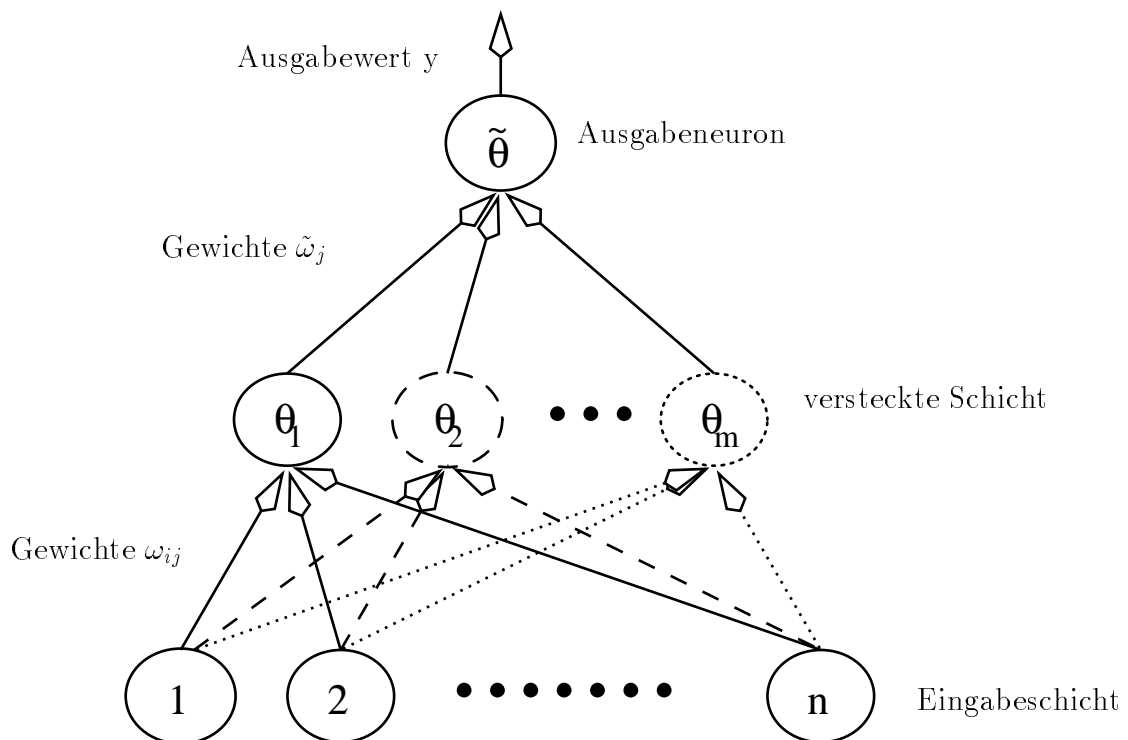 Ausgabewert y
θ̃
Ausgabeneuron
Gewichte ω̃ⱼ
θ₁
θ₂
θₘ
versteckte Schicht
Gewichte ωᵢⱼ
1
2
n
Eingabeschicht